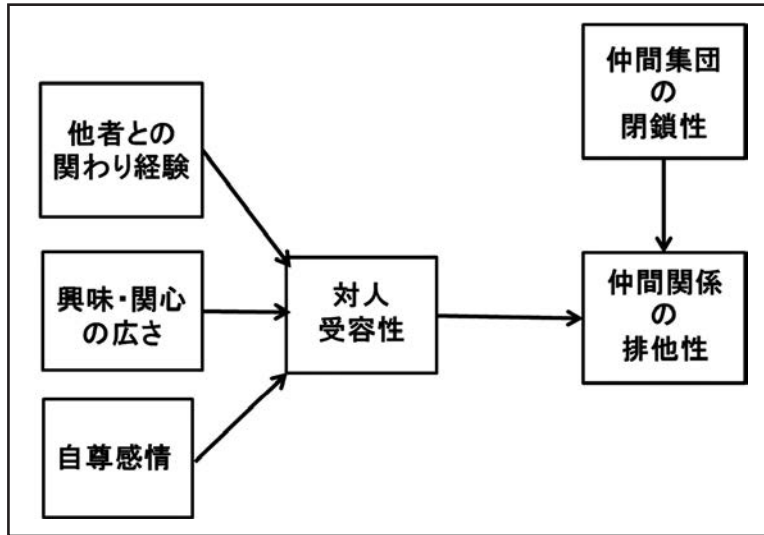 他者との
関わり経験
興味・関心
の広さ
自尊感情
対人
受容性
仲間集団
の
閉鎖性
仲間関係
の
排他性